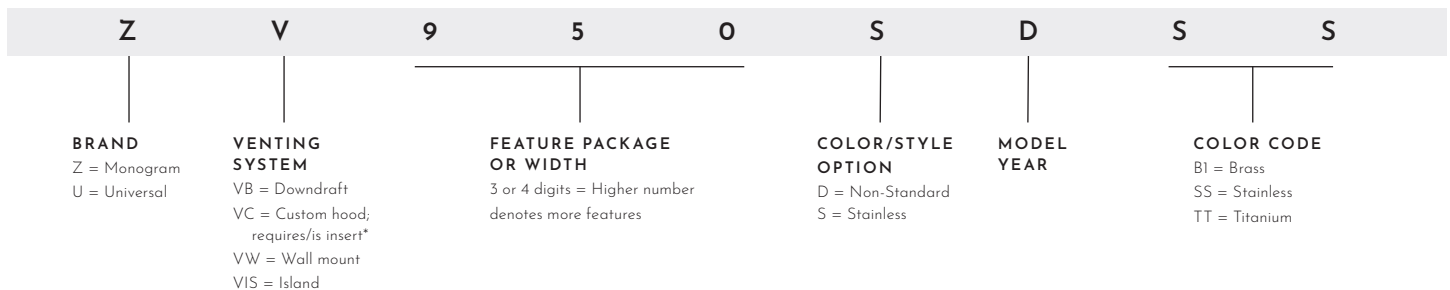 Z V 9 5 0 S D S S
BRAND
Z = Monogram
U = Universal
VENTING
SYSTEM
VB = Downdraft
VC = Custom hood;
requires/is insert*
VW = Wall mount
VIS = Island
FEATURE PACKAGE
OR WIDTH
3 or 4 digits = Higher number
denotes more features
COLOR/STYLE
OPTION
D = Non-Standard
S = Stainless
MODEL
YEAR
COLOR CODE
B1 = Brass
SS = Stainless
TT = Titanium